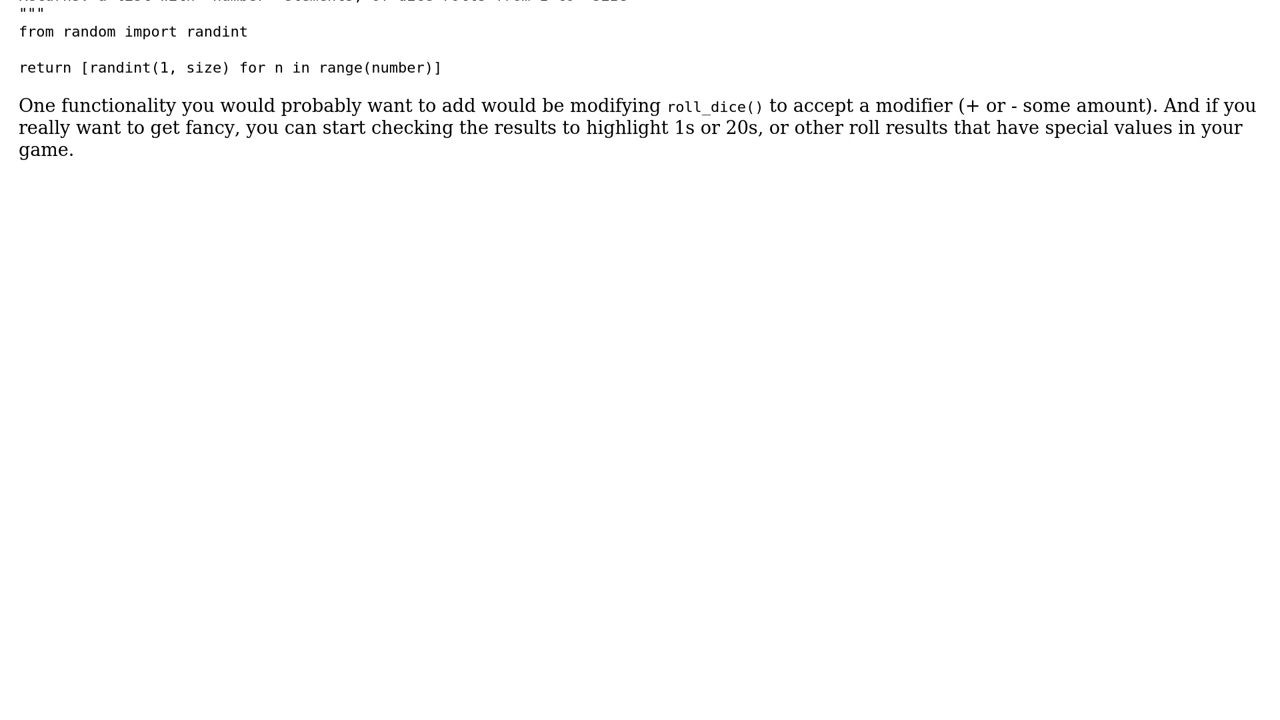 """
from random import randint
return [randint(1, size) for n in range(number)]
One functionality you would probably want to add would be modifying roll_dice() to accept a modifier (+ or - some amount). And if you
really want to get fancy, you can start checking the results to highlight 1s or 20s, or other roll results that have special values in your
game.